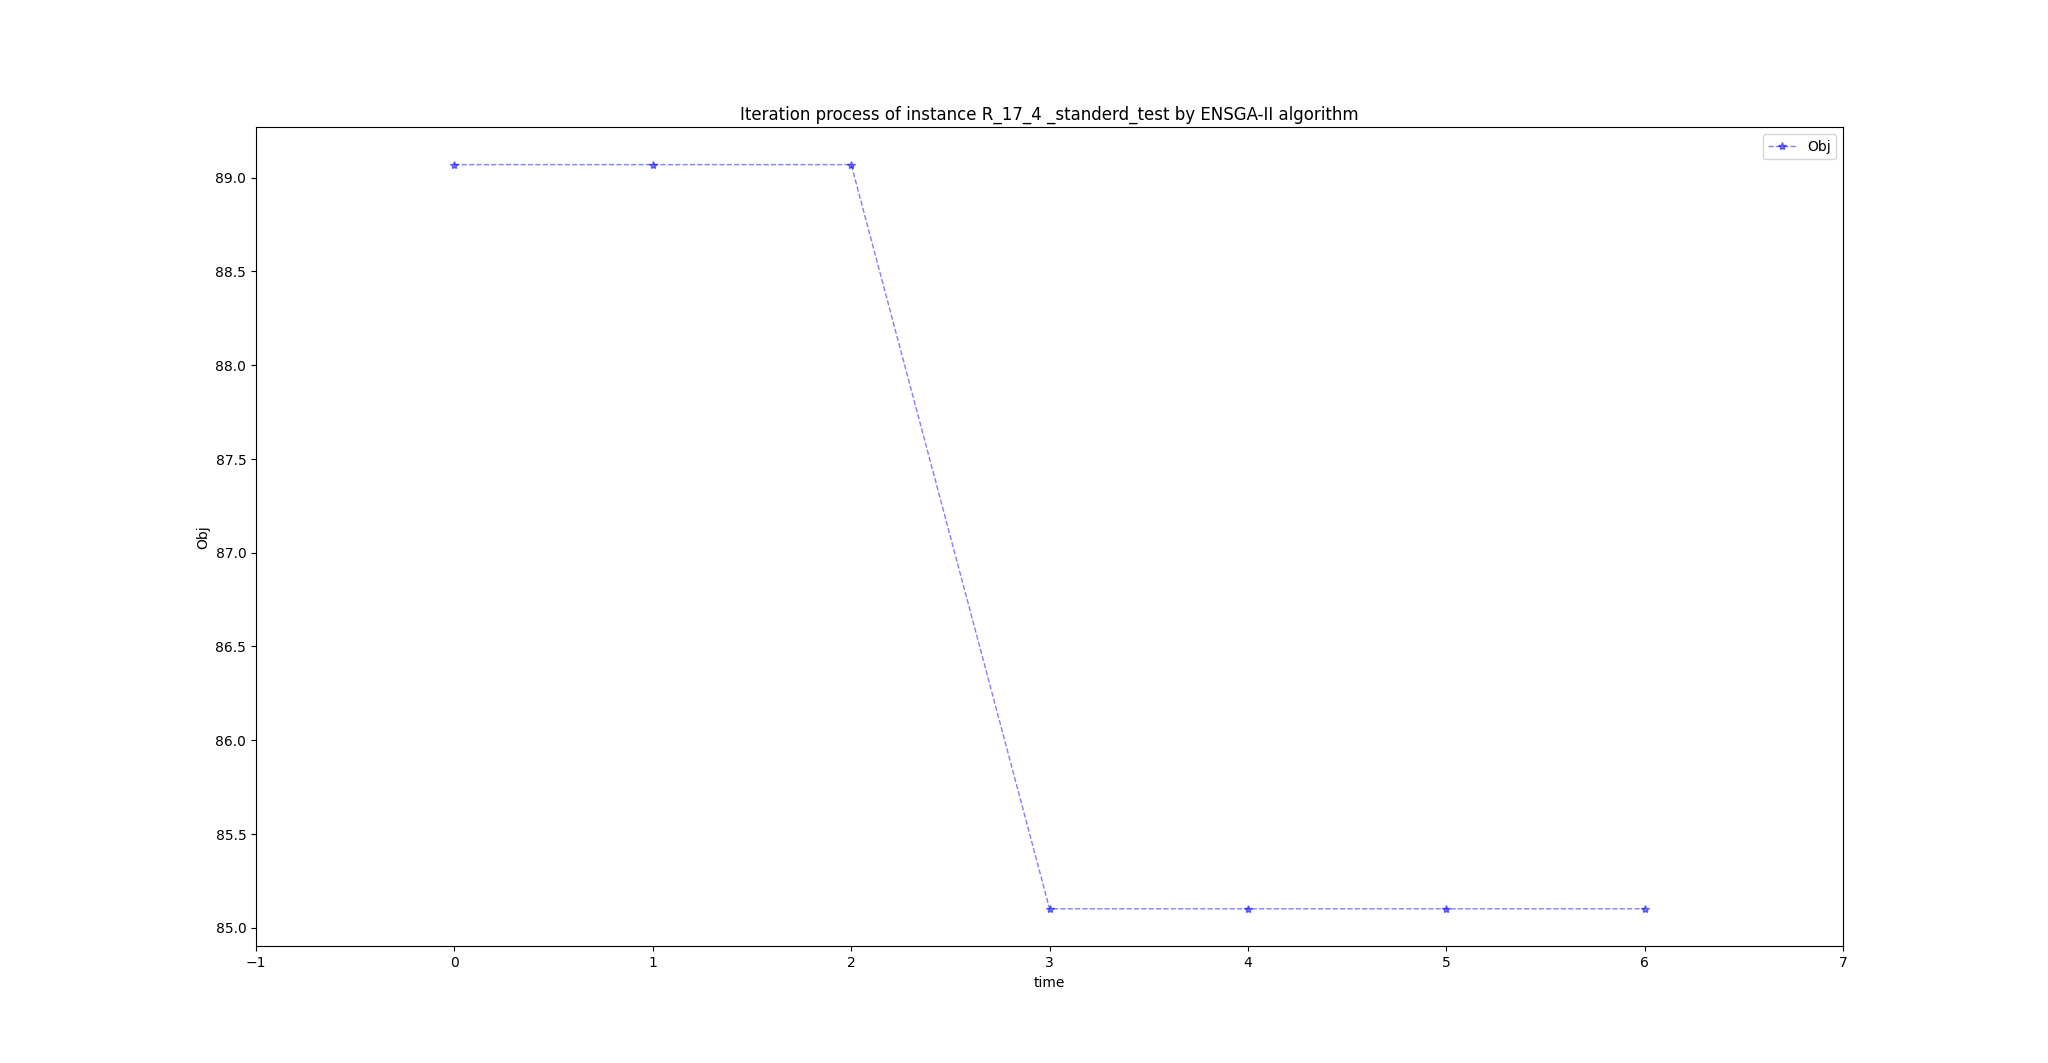 Iteration process of instance R_17_4 _standerd_test by ENSGA-II algorithm
Obj
89.0
88.5
88.0
87.5
87.0
86.5
86.0
85.5
85.0
Obj
−1 0 1 2 3 4 5 6 7
time